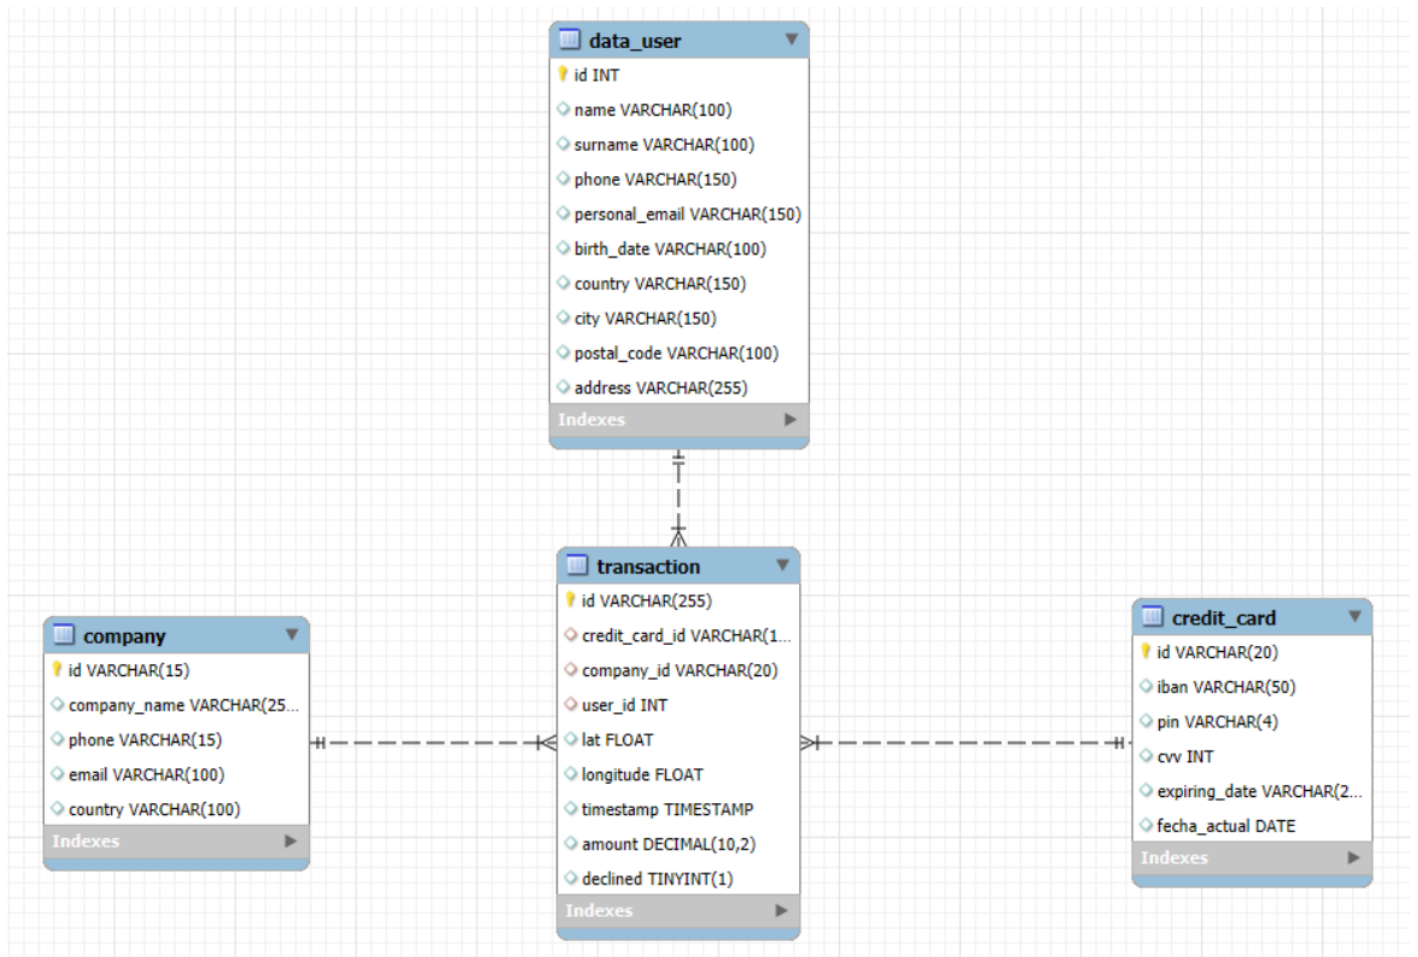 data_user
id INT
name VARCHAR(100)
surname VARCHAR(100)
phone VARCHAR(150)
personal_email VARCHAR(150)
birth_date VARCHAR(100)
country VARCHAR(150)
city VARCHAR(150)
postal_code VARCHAR(100)
address VARCHAR(255)
Indexes
transaction
id VARCHAR(255)
credit_card_id VARCHAR(1...
company_id VARCHAR(20)
user_id INT
lat FLOAT
longitude FLOAT
timestamp TIMESTAMP
amount DECIMAL(10,2)
declined TINYINT(1)
Indexes
company
id VARCHAR(15)
company_name VARCHAR(25...
phone VARCHAR(15)
email VARCHAR(100)
country VARCHAR(100)
Indexes
credit_card
id VARCHAR(20)
iban VARCHAR(50)
pin VARCHAR(4)
cvv INT
expiring_date VARCHAR(2...
fecha_actual DATE
Indexes